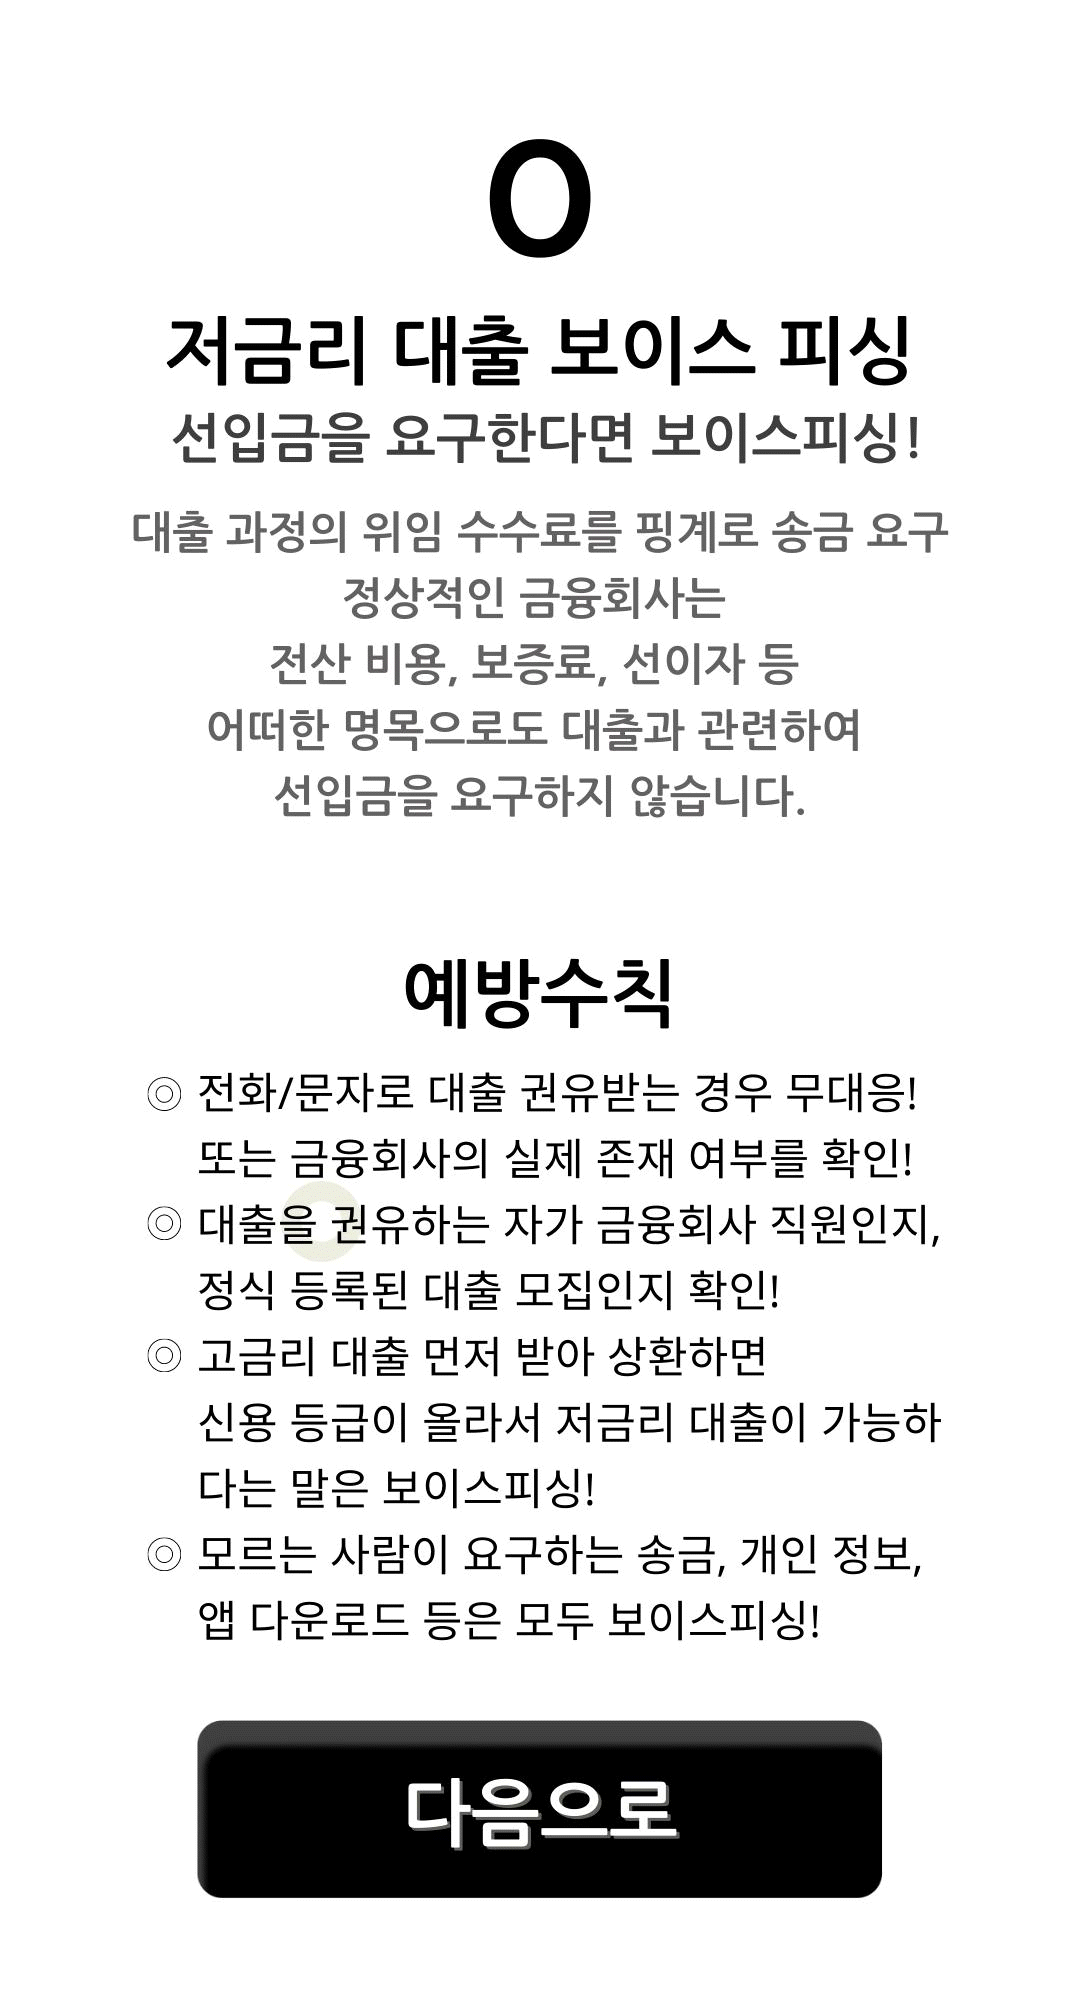 O
저금리 대출 보이스 피싱
선입금을 요구한다면 보이스피싱!
대출 과정의 위임 수수료를 핑계로 송금 요구
정상적인 금융회사는
전산 비용, 보증료, 선이자 등
어떠한 명목으로도 대출과 관련하여
선입금을 요구하지 않습니다.
예방수칙
◎ 전화/문자로 대출 권유받는 경우 무대응!
또는 금융회사의 실제 존재 여부를 확인!
◎ 대출을 권유하는 자가 금융회사 직원인지,
정식 등록된 대출 모집인지 확인!
◎ 고금리 대출 먼저 받아 상환하면
신용 등급이 올라서 저금리 대출이 가능하
다는 말은 보이스피싱!
◎ 모르는 사람이 요구하는 송금, 개인 정보,
앱 다운로드 등은 모두 보이스피싱!
다음으로